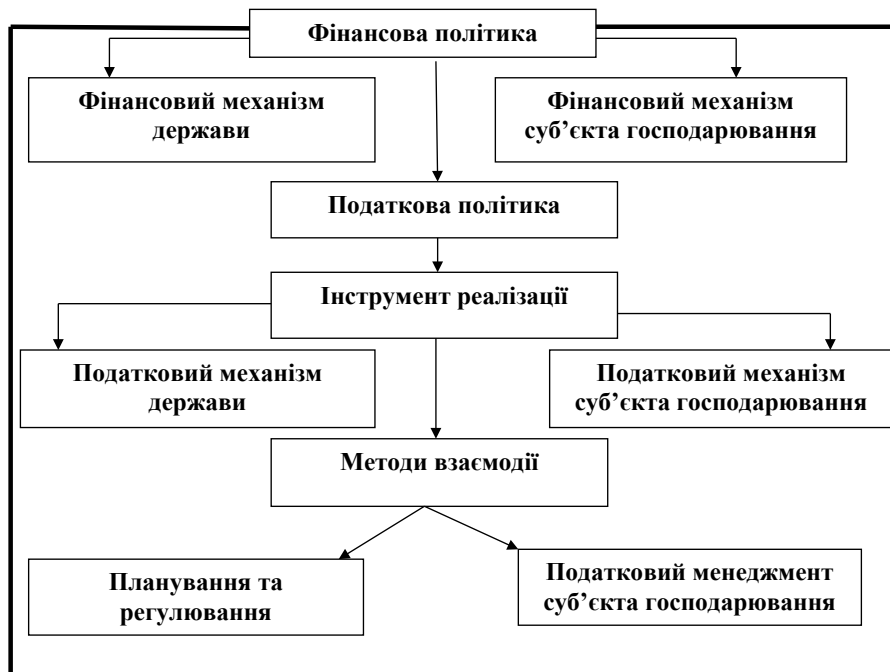 Фінансова політика
Фінансовий механізм
держави
Фінансовий механізм
суб’єкта господарювання
Податкова політика
Інструмент реалізації
Податковий механізм
держави
Податковий механізм
суб’єкта господарювання
Методи взаємодії
Планування та
регулювання
Податковий менеджмент
суб’єкта господарювання